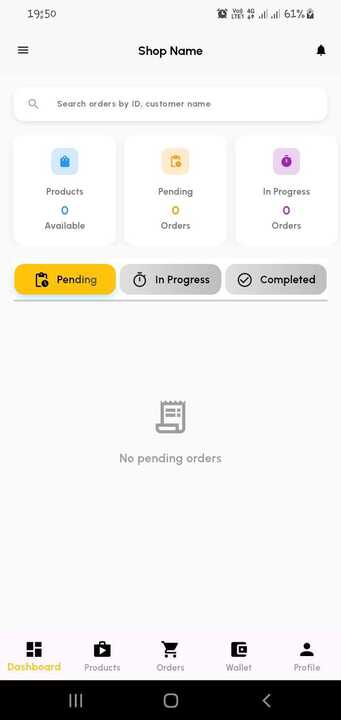 19:50
Vo)) LTE1 4G 61%
Shop Name
Search orders by ID, customer name
Products
0
Available
Pending
0
Orders
In Progress
0
Orders
Pending
In Progress
Completed
No pending orders
Dashboard
Products
Orders
Wallet
Profile